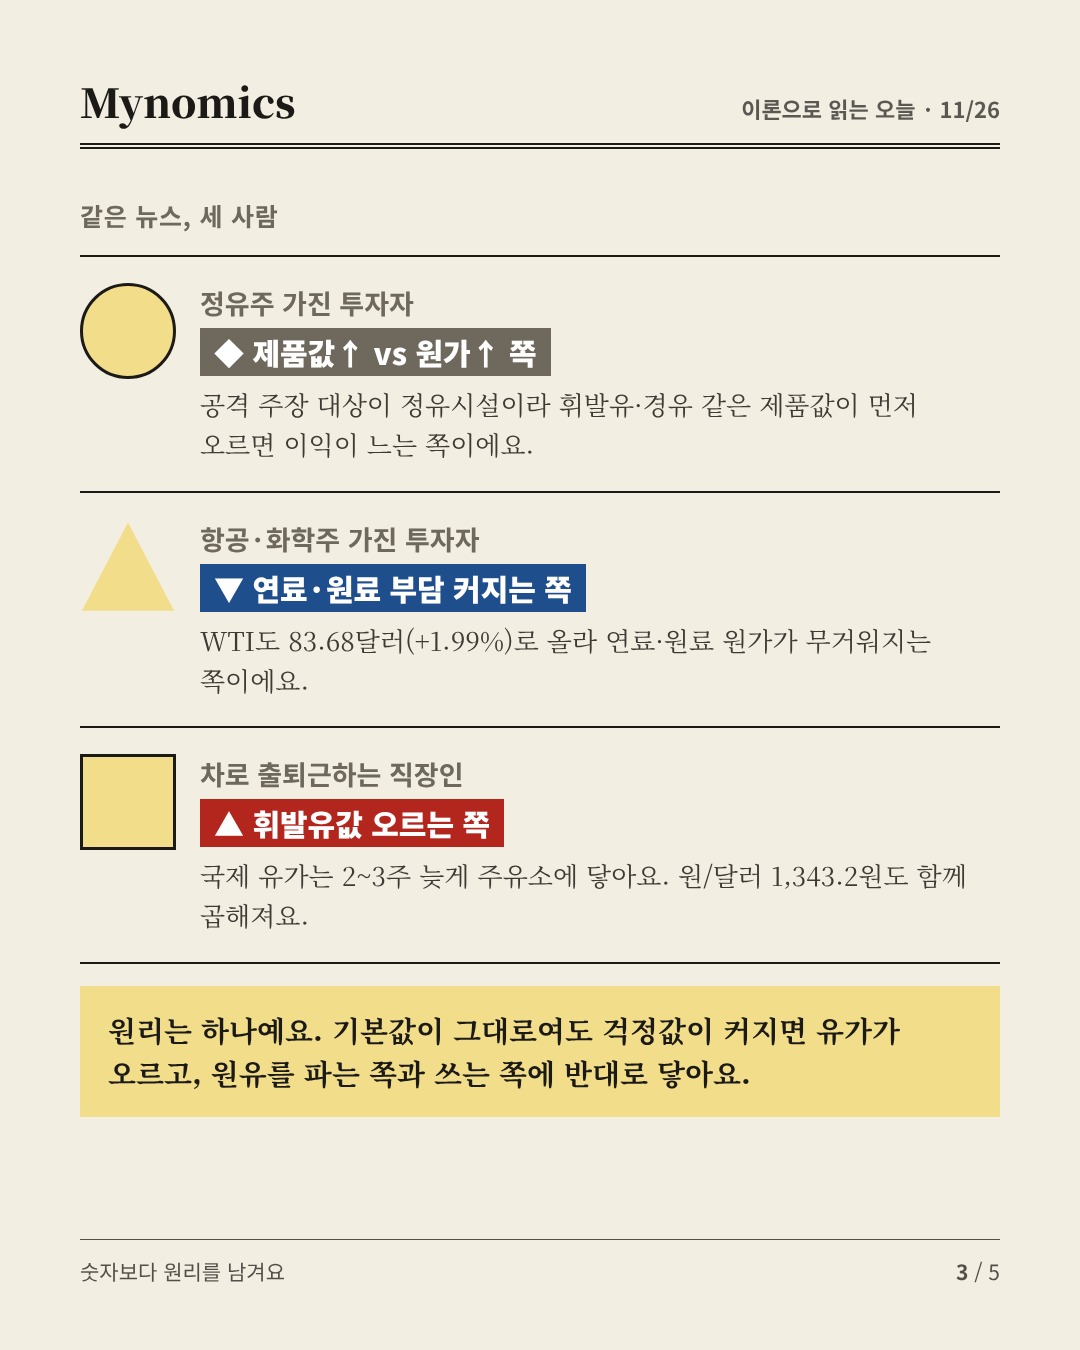 Mynomics
이론으로 읽는 오늘 · 11/26
같은 뉴스, 세 사람
정유주 가진 투자자
◆ 제품값↑ vs 원가↑ 쪽
공격 주장 대상이 정유시설이라 휘발유·경유 같은 제품값이 먼저
오르면 이익이 느는 쪽이에요.
항공·화학주 가진 투자자
▼ 연료·원료 부담 커지는 쪽
WTI도 83.68달러(+1.99%)로 올라 연료·원료 원가가 무거워지는
쪽이에요.
차로 출퇴근하는 직장인
▲ 휘발유값 오르는 쪽
국제 유가는 2~3주 늦게 주유소에 닿아요. 원/달러 1,343.2원도 함께
곱해져요.
원리는 하나예요. 기본값이 그대로여도 걱정값이 커지면 유가가
오르고, 원유를 파는 쪽과 쓰는 쪽에 반대로 닿아요.
숫자보다 원리를 남겨요
3 / 5